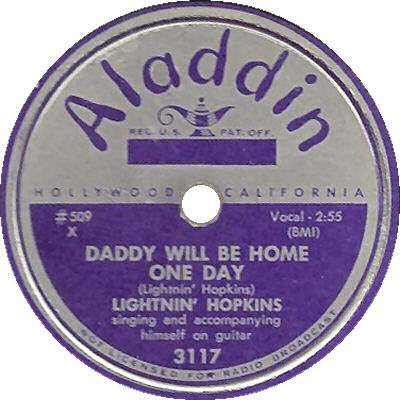 Aladdin
REG. U.S. PAT. OFF.
HOLLYWOOD CALIFORNIA
#509 Vocal - 2:55
X (BMI)
DADDY WILL BE HOME
ONE DAY
(Lightnin' Hopkins)
LIGHTNIN' HOPKINS
singing and accompanying
himself on guitar
3117
NOT LICENSED FOR RADIO BROADCAST